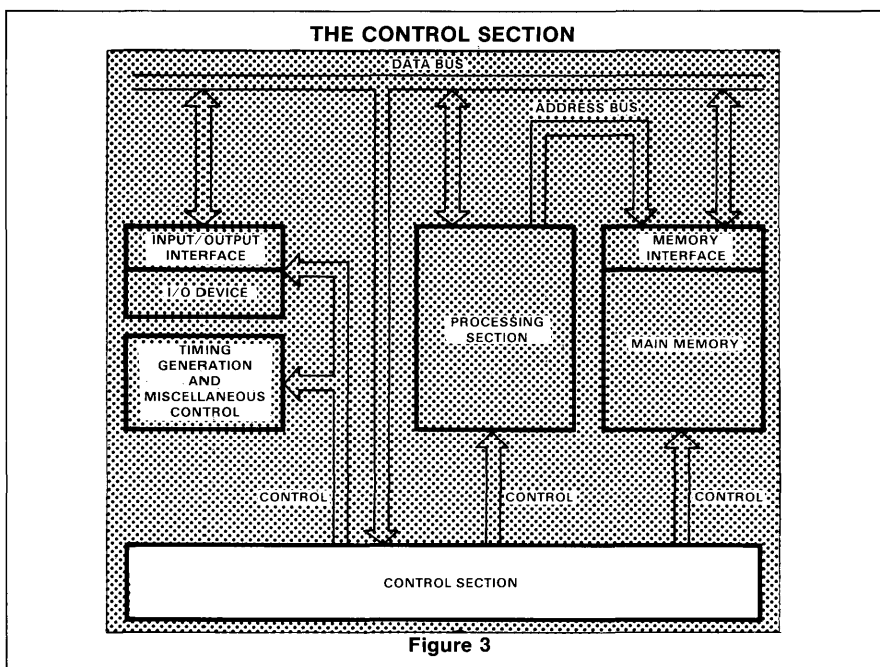 THE CONTROL SECTION
DATA BUS
ADDRESS BUS
INPUT/OUTPUT
INTERFACE
I/O DEVICE
TIMING
GENERATION
AND
MISCELLANEOUS
CONTROL
PROCESSING
SECTION
MEMORY
INTERFACE
MAIN MEMORY
CONTROL
CONTROL
CONTROL
CONTROL SECTION
Figure 3